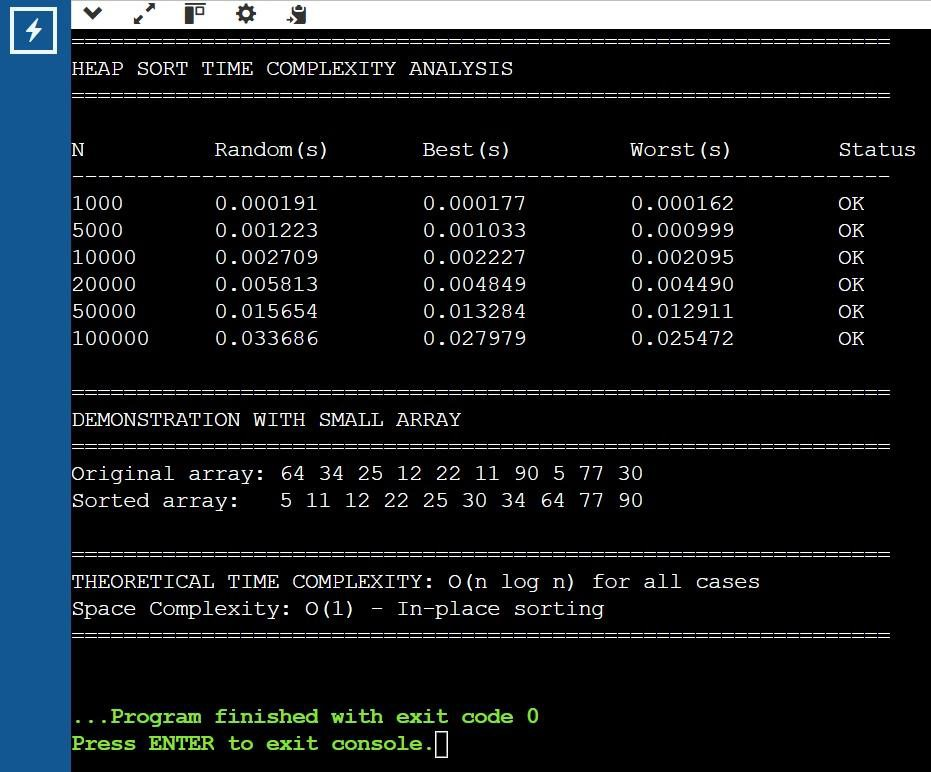 ======================================================================
HEAP SORT TIME COMPLEXITY ANALYSIS
======================================================================
N Random(s) Best(s) Worst(s) Status
----------------------------------------------------------------------
1000 0.000191 0.000177 0.000162 OK
5000 0.001223 0.001033 0.000999 OK
10000 0.002709 0.002227 0.002095 OK
20000 0.005813 0.004849 0.004490 OK
50000 0.015654 0.013284 0.012911 OK
100000 0.033686 0.027979 0.025472 OK
======================================================================
DEMONSTRATION WITH SMALL ARRAY
======================================================================
Original array: 64 34 25 12 22 11 90 5 77 30
Sorted array: 5 11 12 22 25 30 34 64 77 90
======================================================================
THEORETICAL TIME COMPLEXITY: O(n log n) for all cases
Space Complexity: O(1) - In-place sorting
======================================================================
...Program finished with exit code 0
Press ENTER to exit console.